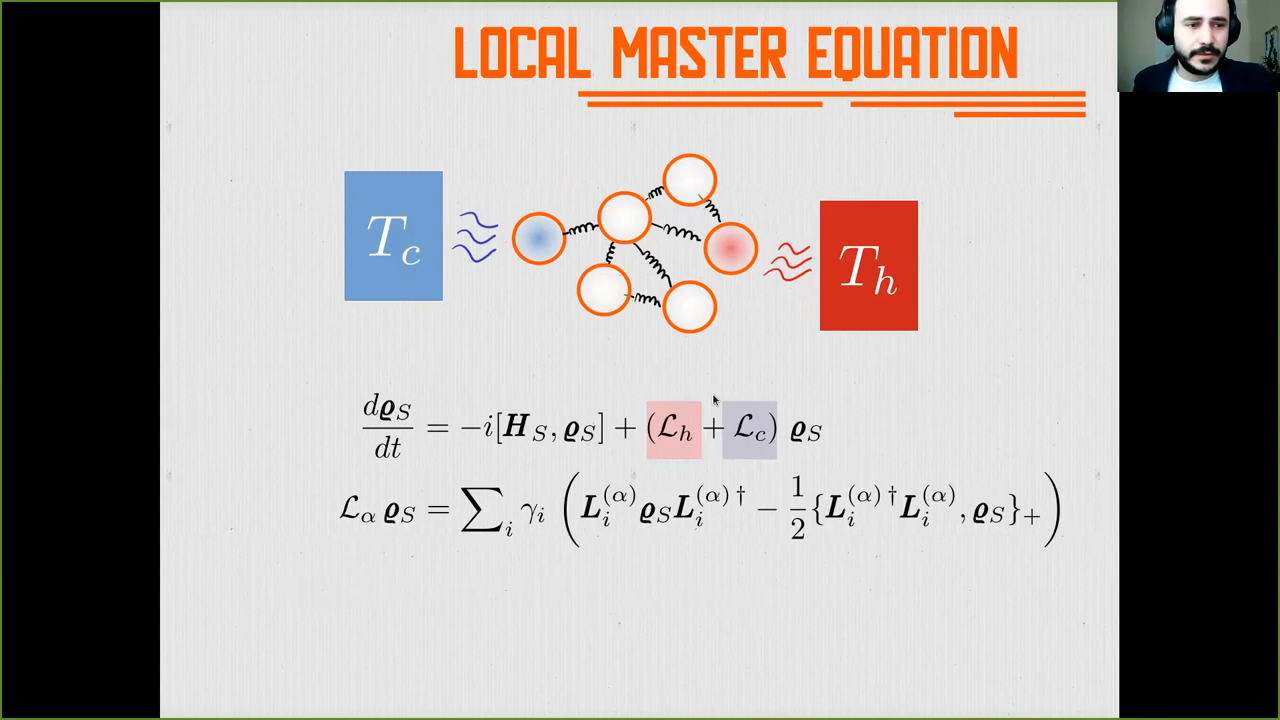 LOCAL MASTER EQUATION
T_c
T_h
dϱ_S/dt = −i[H_S, ϱ_S] + (ℒ_h + ℒ_c) ϱ_S
ℒ_α ϱ_S = ∑_i γ_i (L_i^(α) ϱ_S L_i^(α)† − 1/2 {L_i^(α)† L_i^(α), ϱ_S}_+)